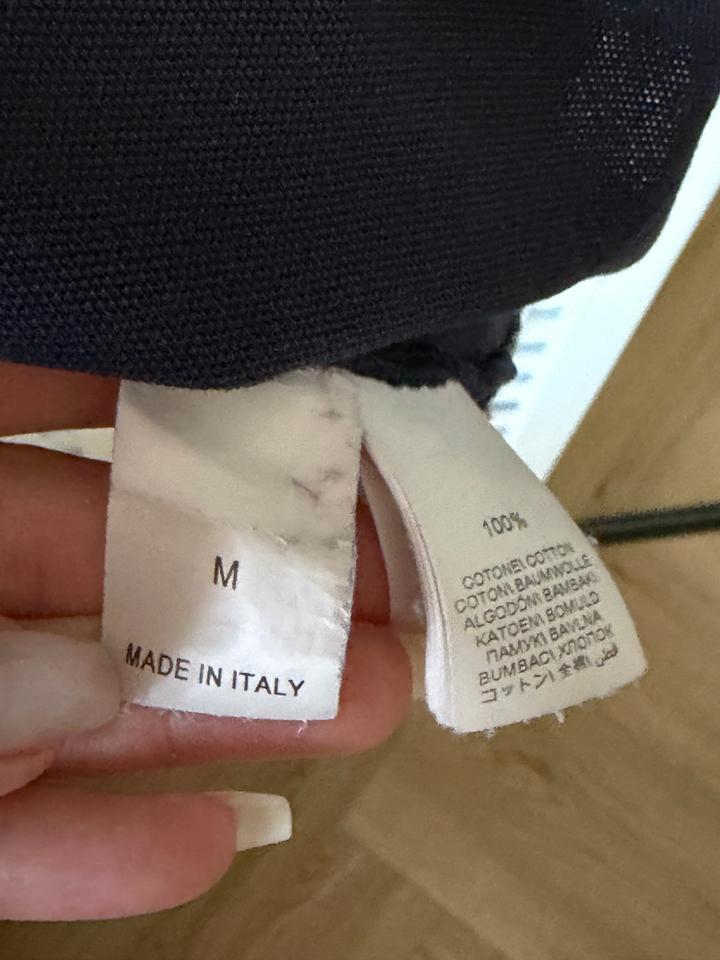 M
MADE IN ITALY
100%
COTONE\ COTTON\
COTON\ BAUMWOLLE
ALGODÓN\ BAMBAKI\
KATOEN\ BOMULD
ПАМУК\ BAVLNA
BUMBAC\ ХЛОПОК
コットン\ 全棉\ قطن